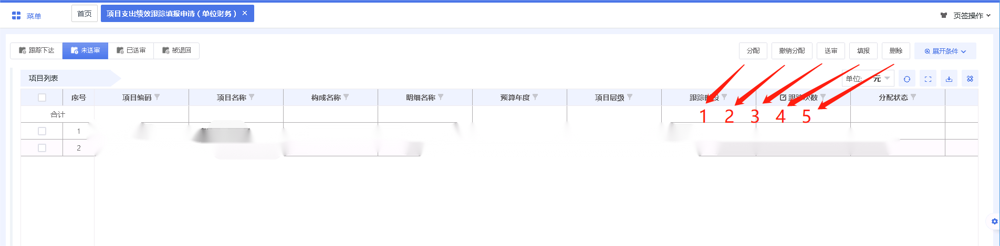 菜单 首页 项目支出绩效跟踪填报申请（单位财务） × 页签操作
跟踪下达 未送审 已送审 被退回 分配 撤销分配 送审 填报 删除 展开条件
项目列表 单位: 元
序号 项目编码 项目名称 构成名称 明细名称 预算年度 项目层级 跟踪时段 跟踪次数 分配状态
合计 1 2 3 4 5
1
2